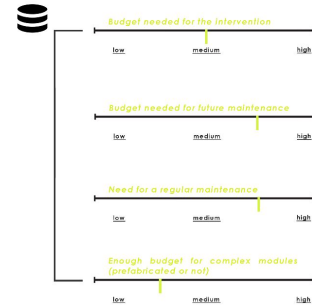 Budget needed for the intervention
low medium high
Budget needed for future maintenance
low medium high
Need for a regular maintenance
low medium high
Enough budget for complex modules
(prefabricated or not)
low medium high